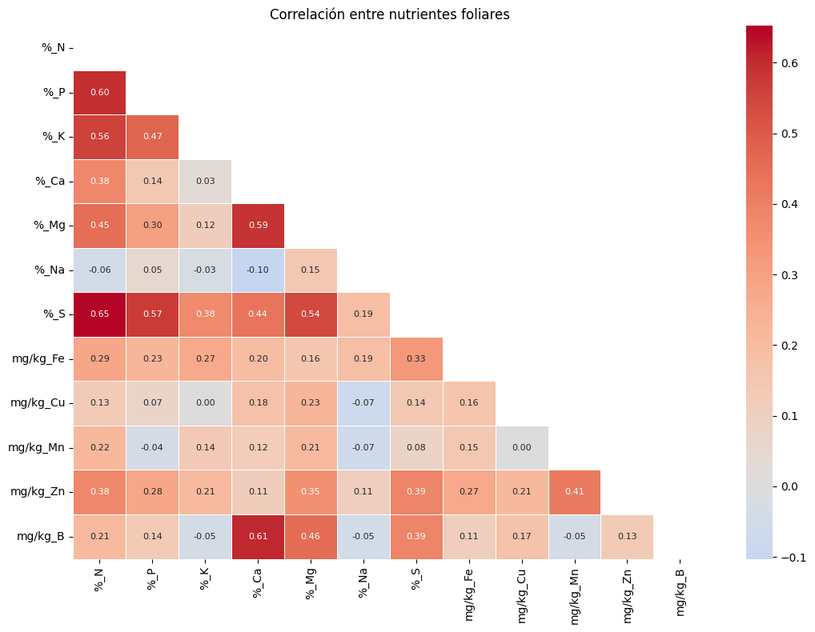 Correlación entre nutrientes foliares
%_N
%_P 0.60
%_K 0.56 0.47
%_Ca 0.38 0.14 0.03
%_Mg 0.45 0.30 0.12 0.59
%_Na -0.06 0.05 -0.03 -0.10 0.15
%_S 0.65 0.57 0.38 0.44 0.54 0.19
mg/kg_Fe 0.29 0.23 0.27 0.20 0.16 0.19 0.33
mg/kg_Cu 0.13 0.07 0.00 0.18 0.23 -0.07 0.14 0.16
mg/kg_Mn 0.22 -0.04 0.14 0.12 0.21 -0.07 0.08 0.15 0.00
mg/kg_Zn 0.38 0.28 0.21 0.11 0.35 0.11 0.39 0.27 0.21 0.41
mg/kg_B 0.21 0.14 -0.05 0.61 0.46 -0.05 0.39 0.11 0.17 -0.05 0.13
%_N %_P %_K %_Ca %_Mg %_Na %_S mg/kg_Fe mg/kg_Cu mg/kg_Mn mg/kg_Zn mg/kg_B
0.6
0.5
0.4
0.3
0.2
0.1
0.0
−0.1